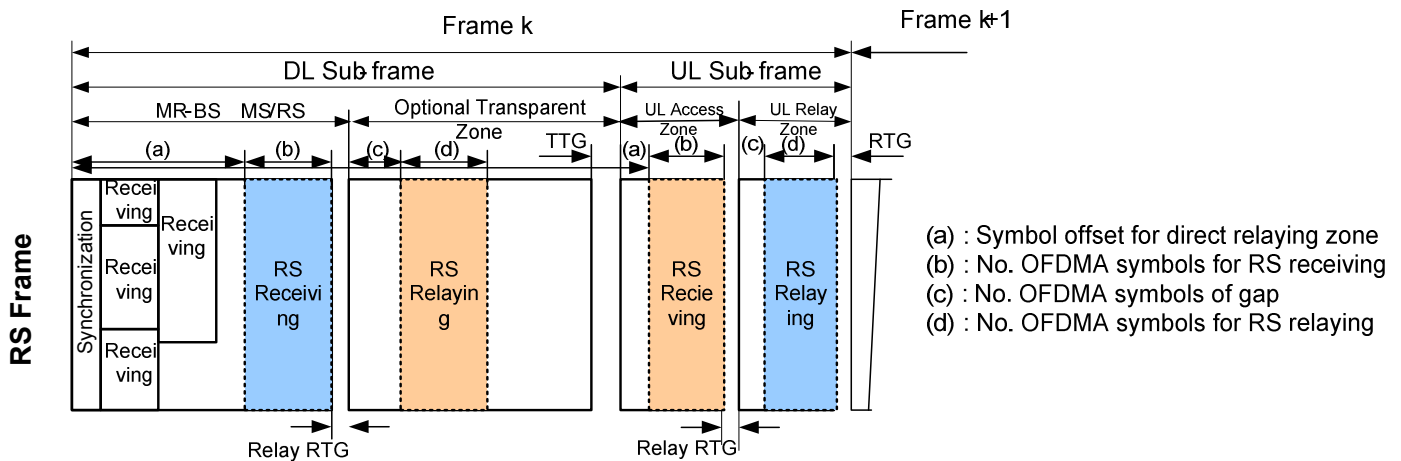 Frame k
Frame k+1
DL Sub-frame
UL Sub-frame
MR-BS MS/RS
Optional Transparent
Zone
UL Access
Zone
UL Relay
Zone
TTG
RTG
(a)
(b)
(c)
(d)
(a)
(b)
(c)
(d)
RS Frame
Synchronization
Recei
ving
Recei
ving
Recei
ving
Recei
ving
RS
Receivi
ng
RS
Relayin
g
RS
Recie
ving
RS
Relay
ing
Relay RTG
Relay RTG
(a) : Symbol offset for direct relaying zone
(b) : No. OFDMA symbols for RS receiving
(c) : No. OFDMA symbols of gap
(d) : No. OFDMA symbols for RS relaying